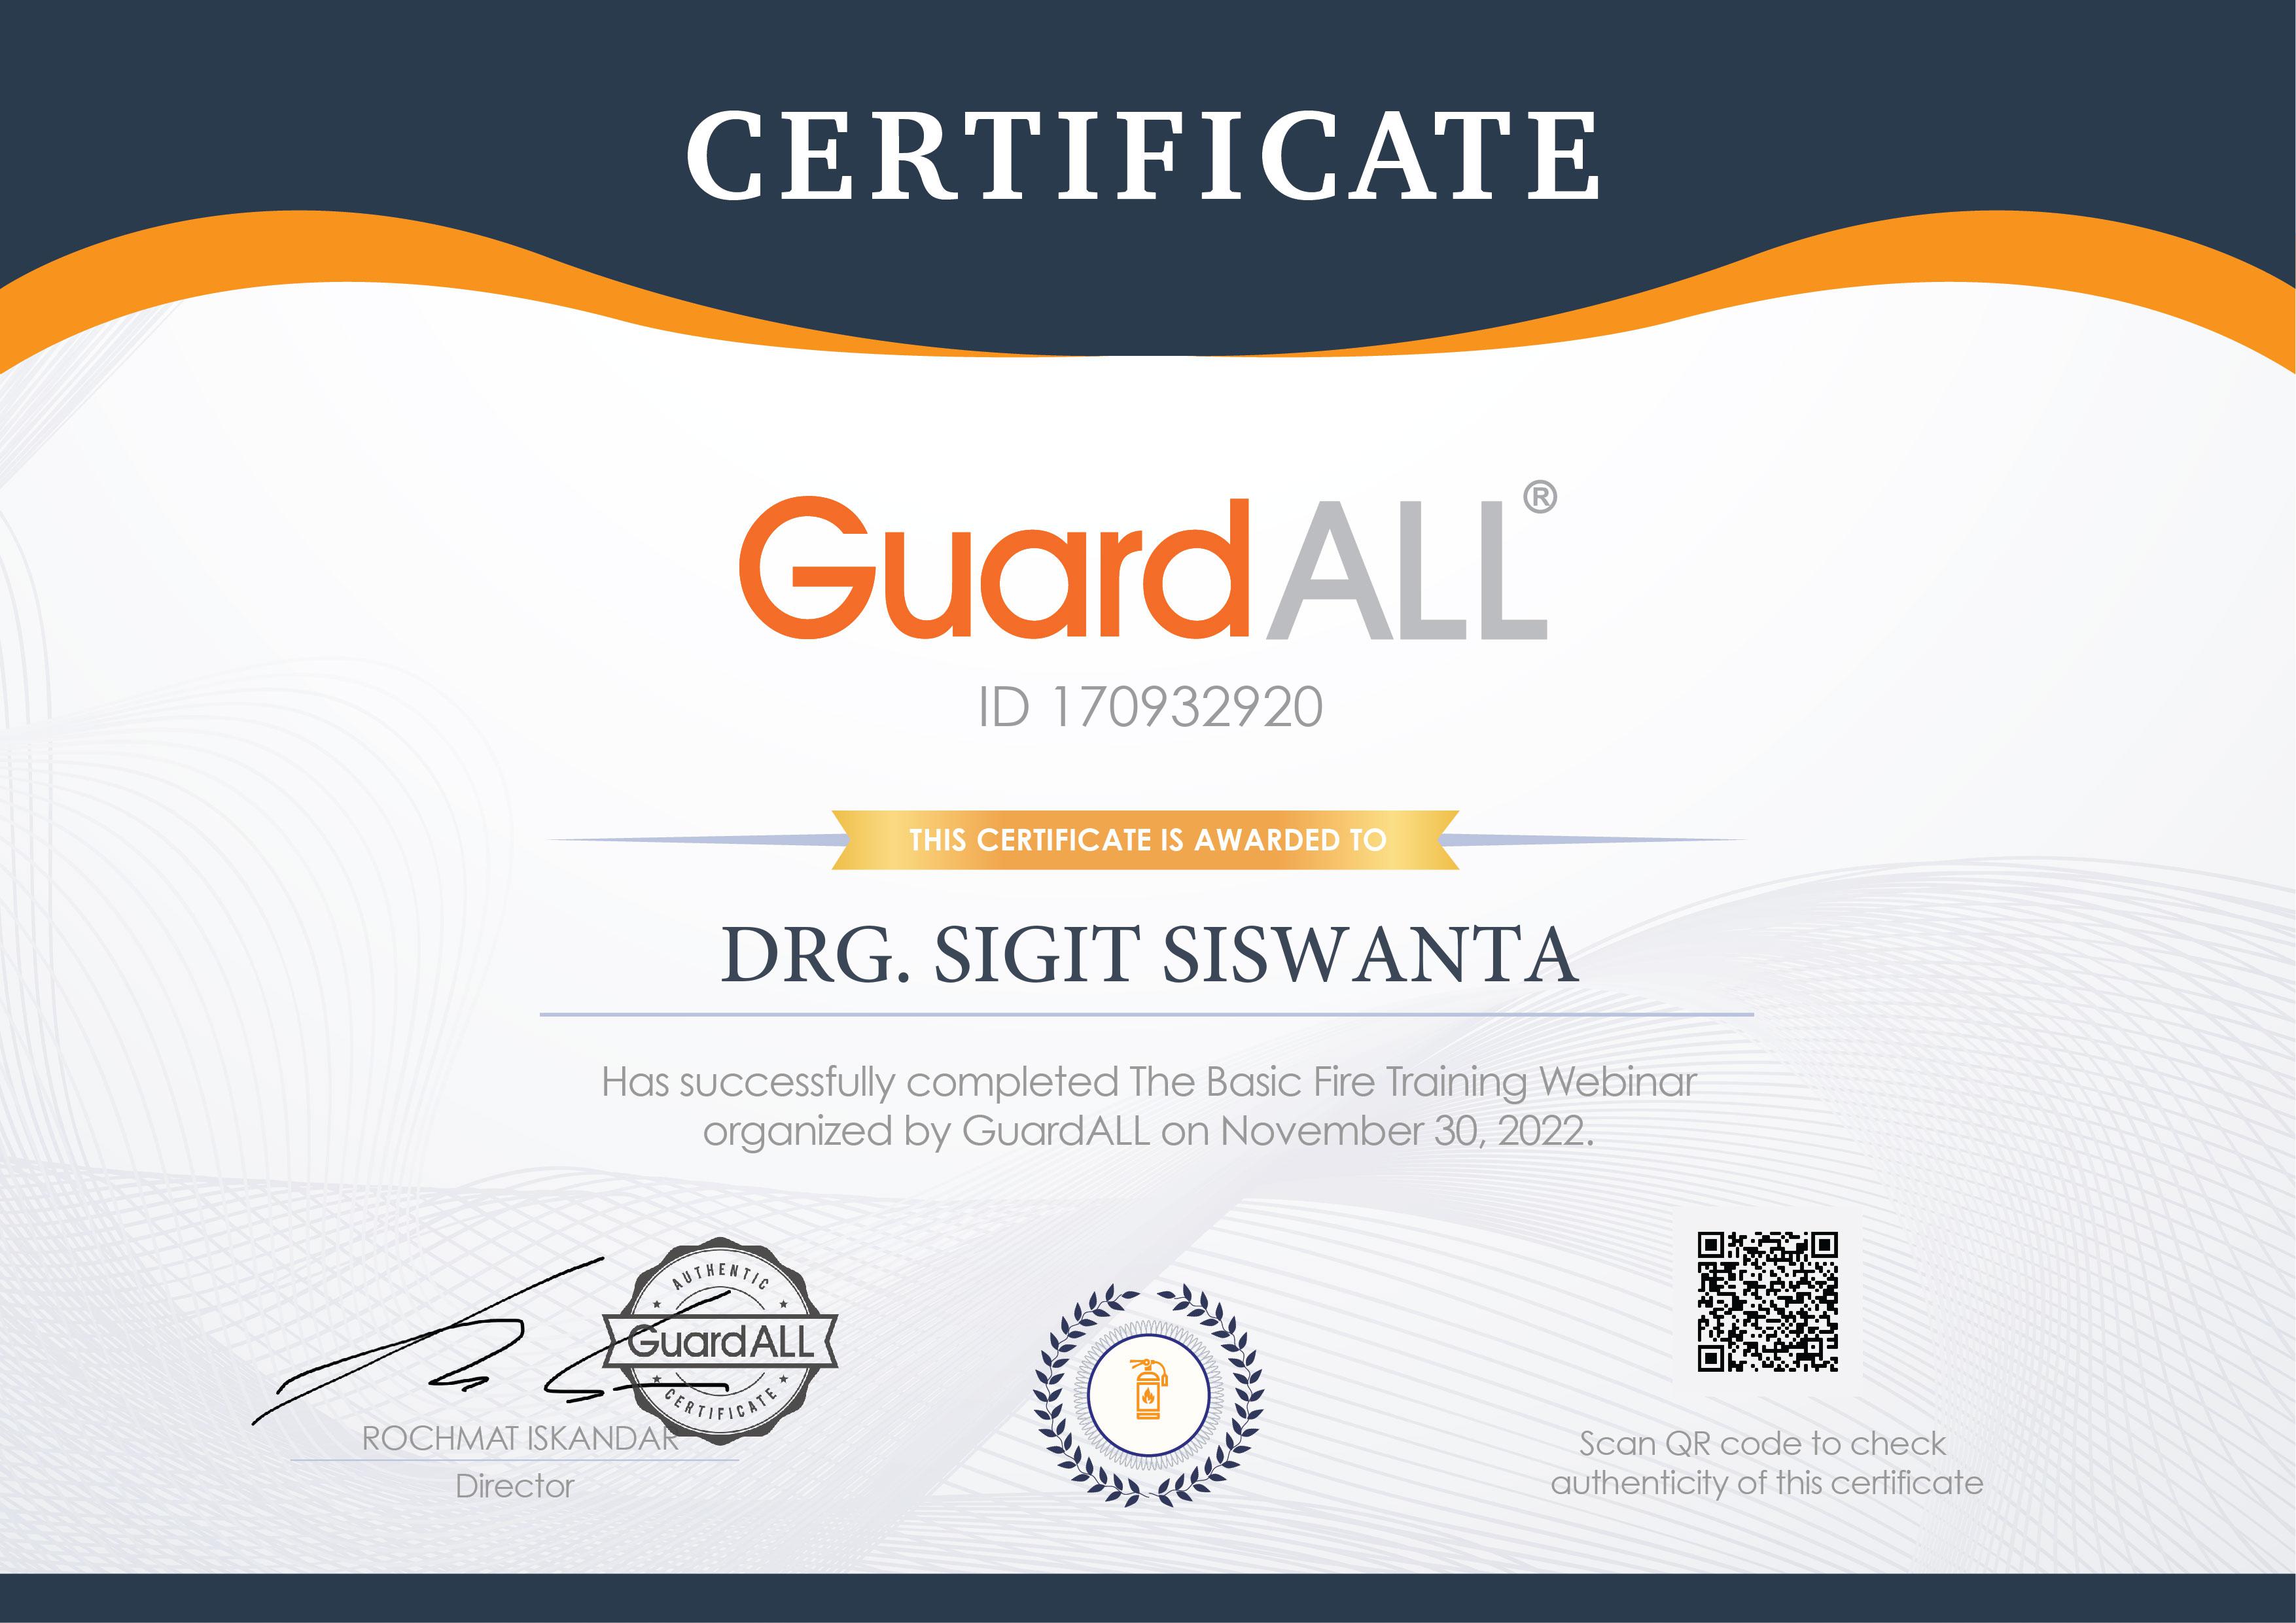 CERTIFICATE
GuardALL®
ID 170932920
THIS CERTIFICATE IS AWARDED TO
DRG. SIGIT SISWANTA
Has successfully completed The Basic Fire Training Webinar
organized by GuardALL on November 30, 2022.
AUTHENTIC
GuardALL
CERTIFICATE
ROCHMAT ISKANDAR
Director
Scan QR code to check
authenticity of this certificate